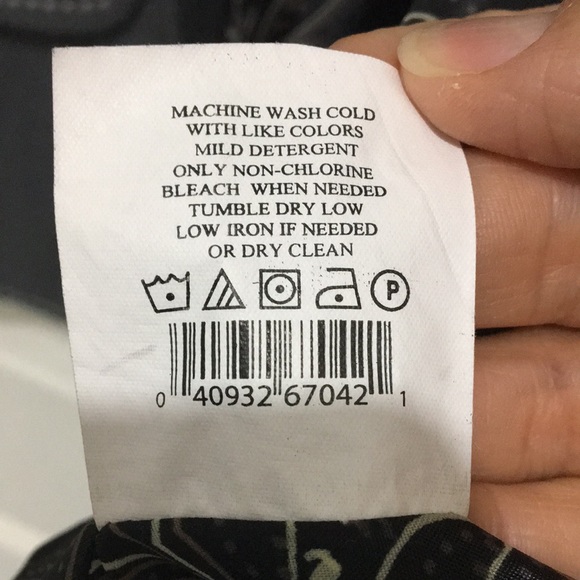 MACHINE WASH COLD
WITH LIKE COLORS
MILD DETERGENT
ONLY NON-CHLORINE
BLEACH WHEN NEEDED
TUMBLE DRY LOW
LOW IRON IF NEEDED
OR DRY CLEAN
P
0 40932 67042 1